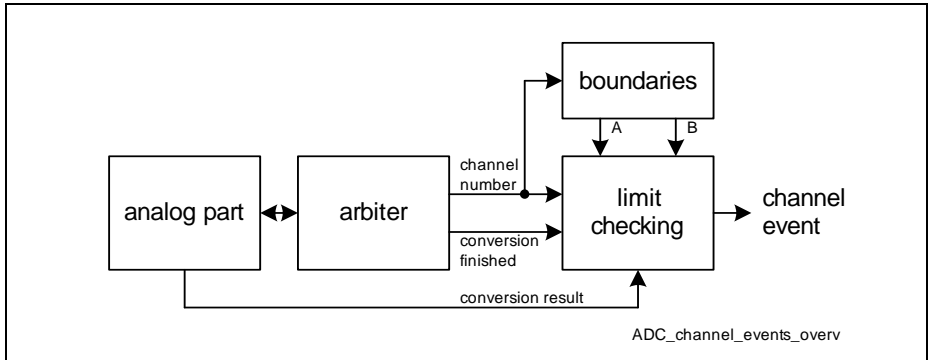 boundaries
A
B
channel
number
analog part
arbiter
limit
checking
channel
event
conversion
finished
conversion result
ADC_channel_events_overv